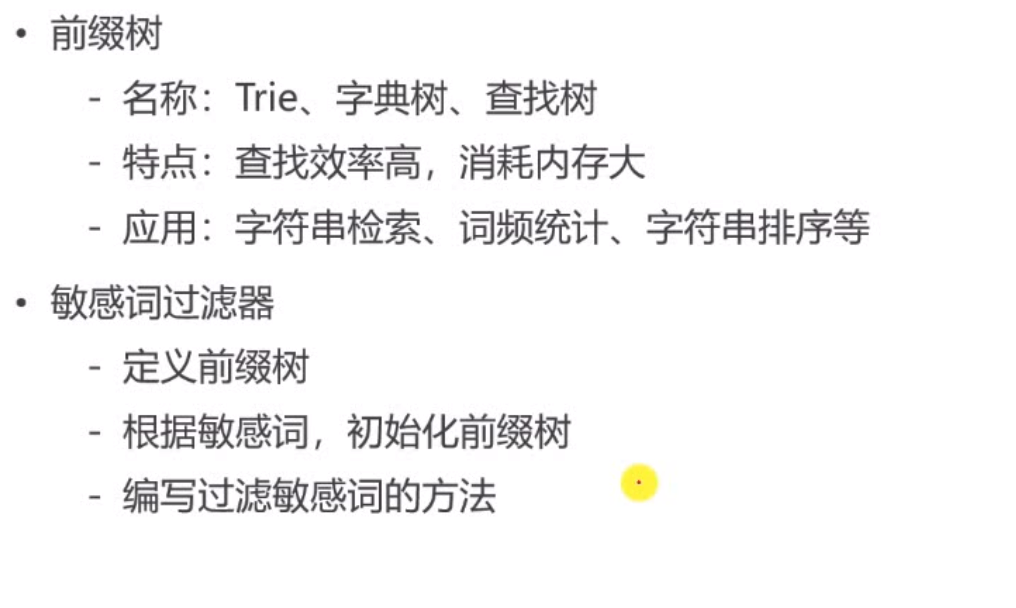 • 前缀树
- 名称：Trie、字典树、查找树
- 特点：查找效率高，消耗内存大
- 应用：字符串检索、词频统计、字符串排序等
• 敏感词过滤器
- 定义前缀树
- 根据敏感词，初始化前缀树
- 编写过滤敏感词的方法